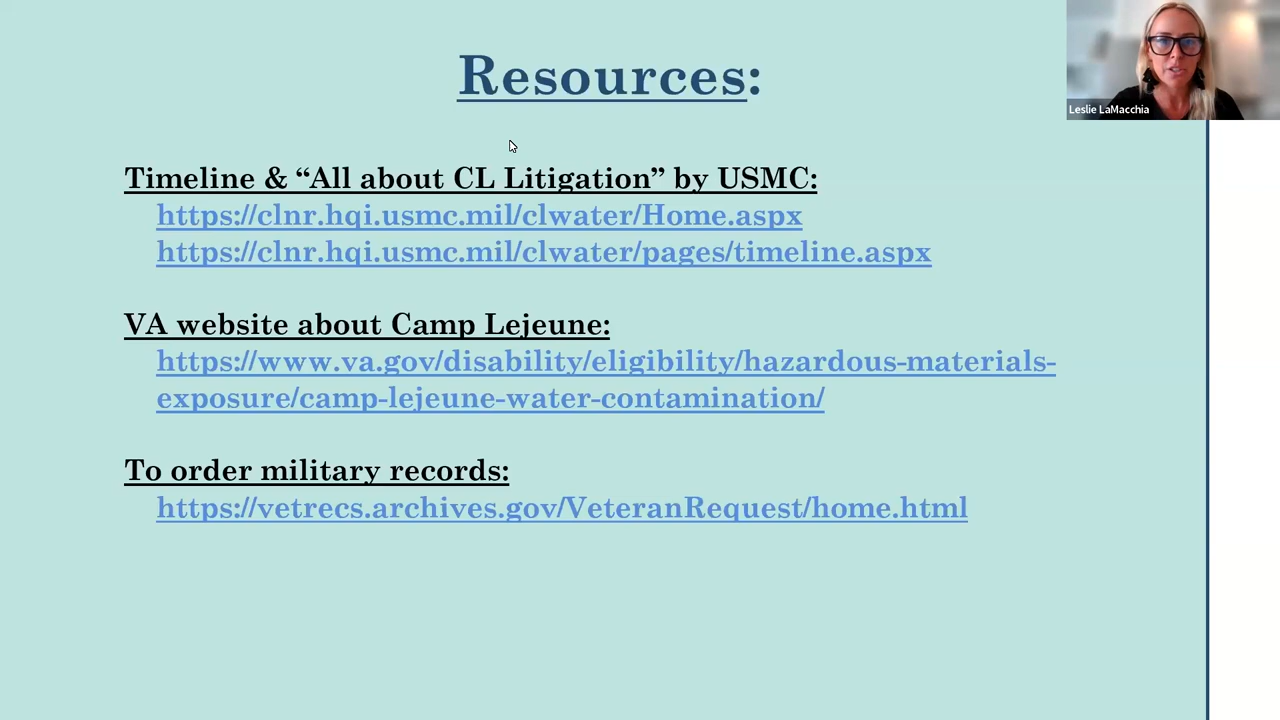 Resources:
Leslie LaMacchia
Timeline & “All about CL Litigation” by USMC:
https://clnr.hqi.usmc.mil/clwater/Home.aspx
https://clnr.hqi.usmc.mil/clwater/pages/timeline.aspx
VA website about Camp Lejeune:
https://www.va.gov/disability/eligibility/hazardous-materials-
exposure/camp-lejeune-water-contamination/
To order military records:
https://vetrecs.archives.gov/VeteranRequest/home.html